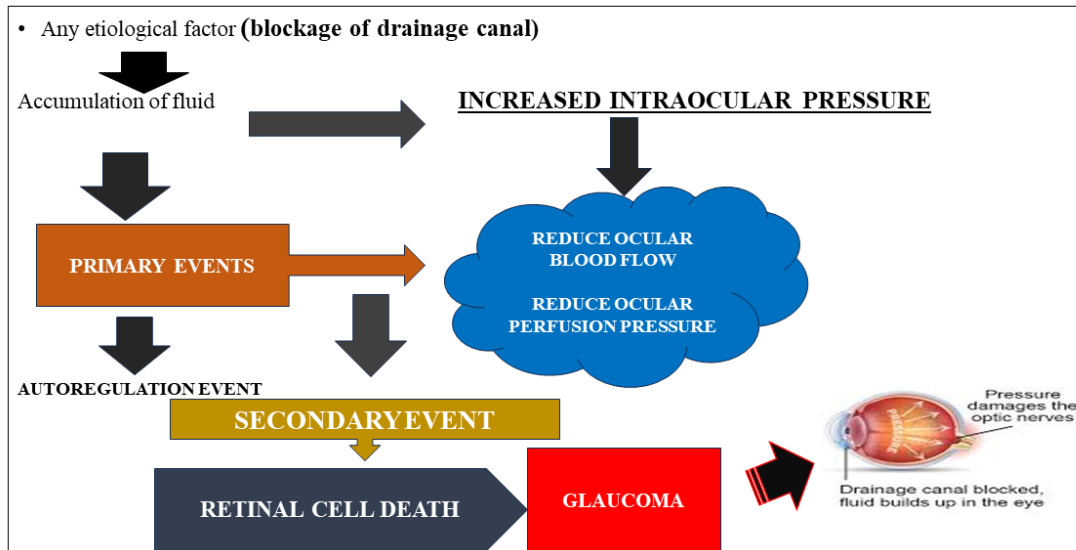 • Any etiological factor (blockage of drainage canal)
Accumulation of fluid
INCREASED INTRAOCULAR PRESSURE
PRIMARY EVENTS
REDUCE OCULAR
BLOOD FLOW
REDUCE OCULAR
PERFUSION PRESSURE
AUTOREGULATION EVENT
SECONDARY EVENT
RETINAL CELL DEATH
GLAUCOMA
Pressure
damages the
optic nerves
PRESSURE
Drainage canal blocked,
fluid builds up in the eye